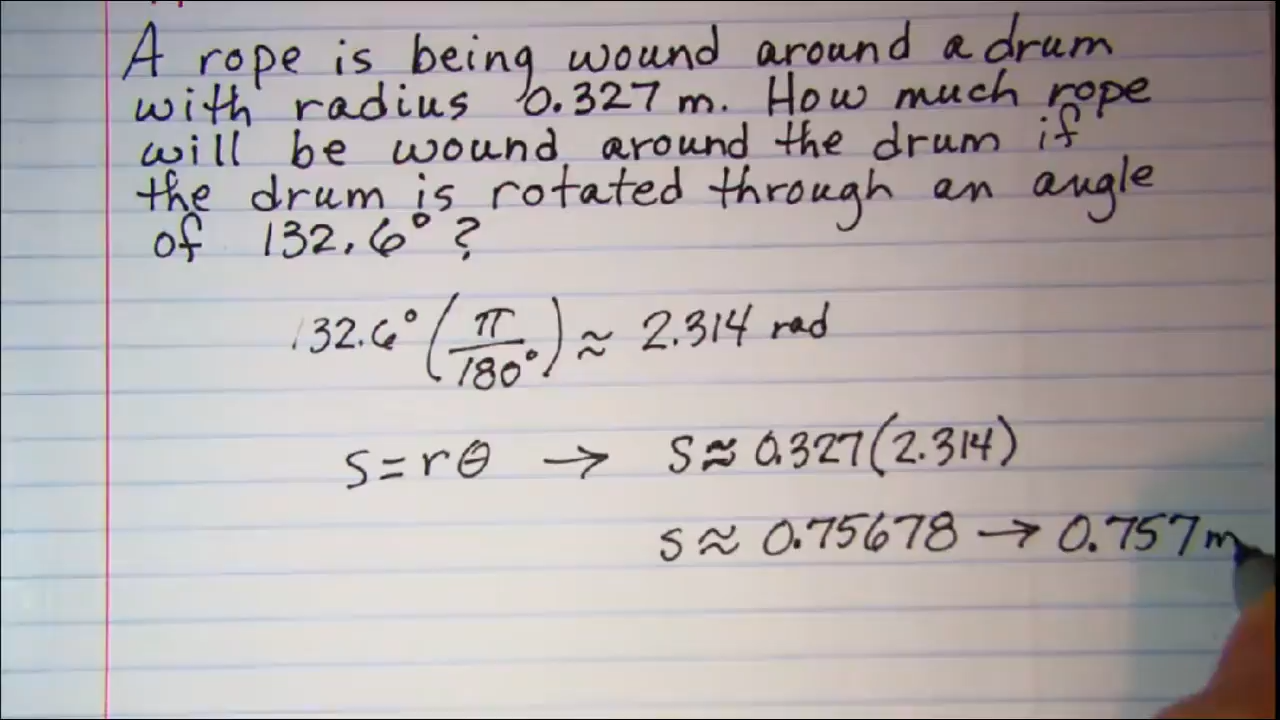 A rope is being wound around a drum
with radius 0.327 m. How much rope
will be wound around the drum if
the drum is rotated through an angle
of 132.6° ?
132.6° (π/180°) ≈ 2.314 rad
s = rθ → s ≈ 0.327(2.314)
s ≈ 0.75678 → 0.757 m